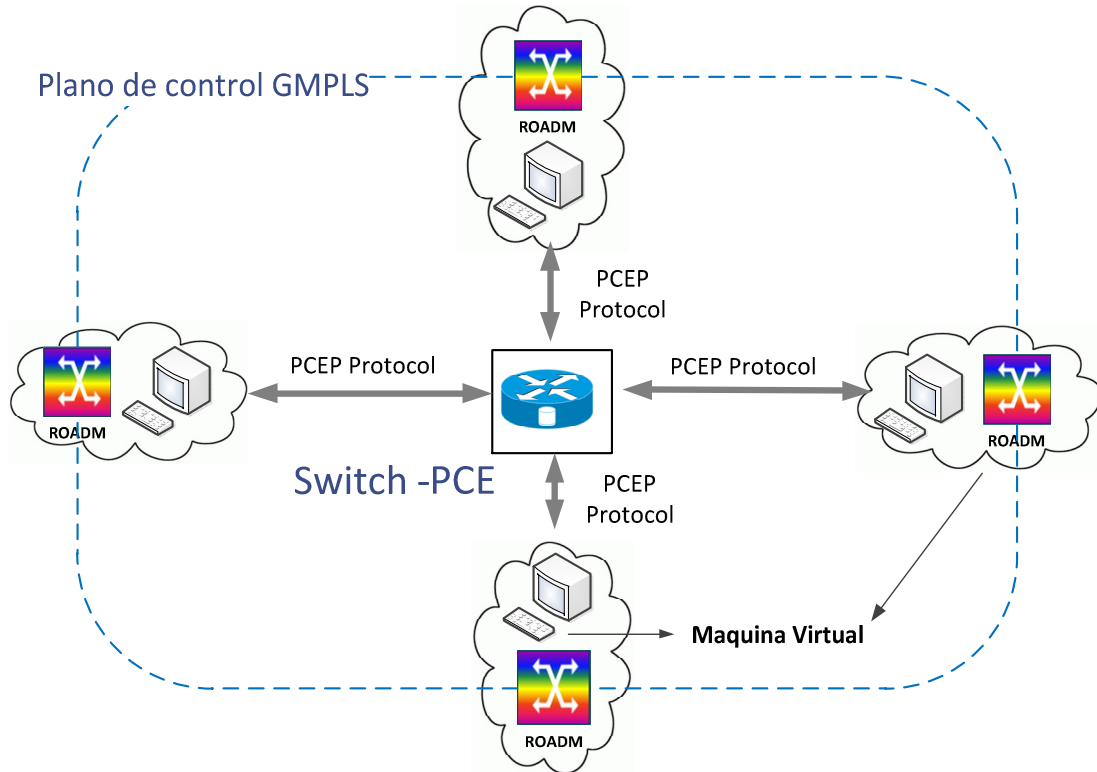 Plano de control GMPLS
ROADM
PCEP
Protocol
PCEP Protocol
PCEP Protocol
ROADM
ROADM
Switch -PCE
PCEP
Protocol
Maquina Virtual
ROADM